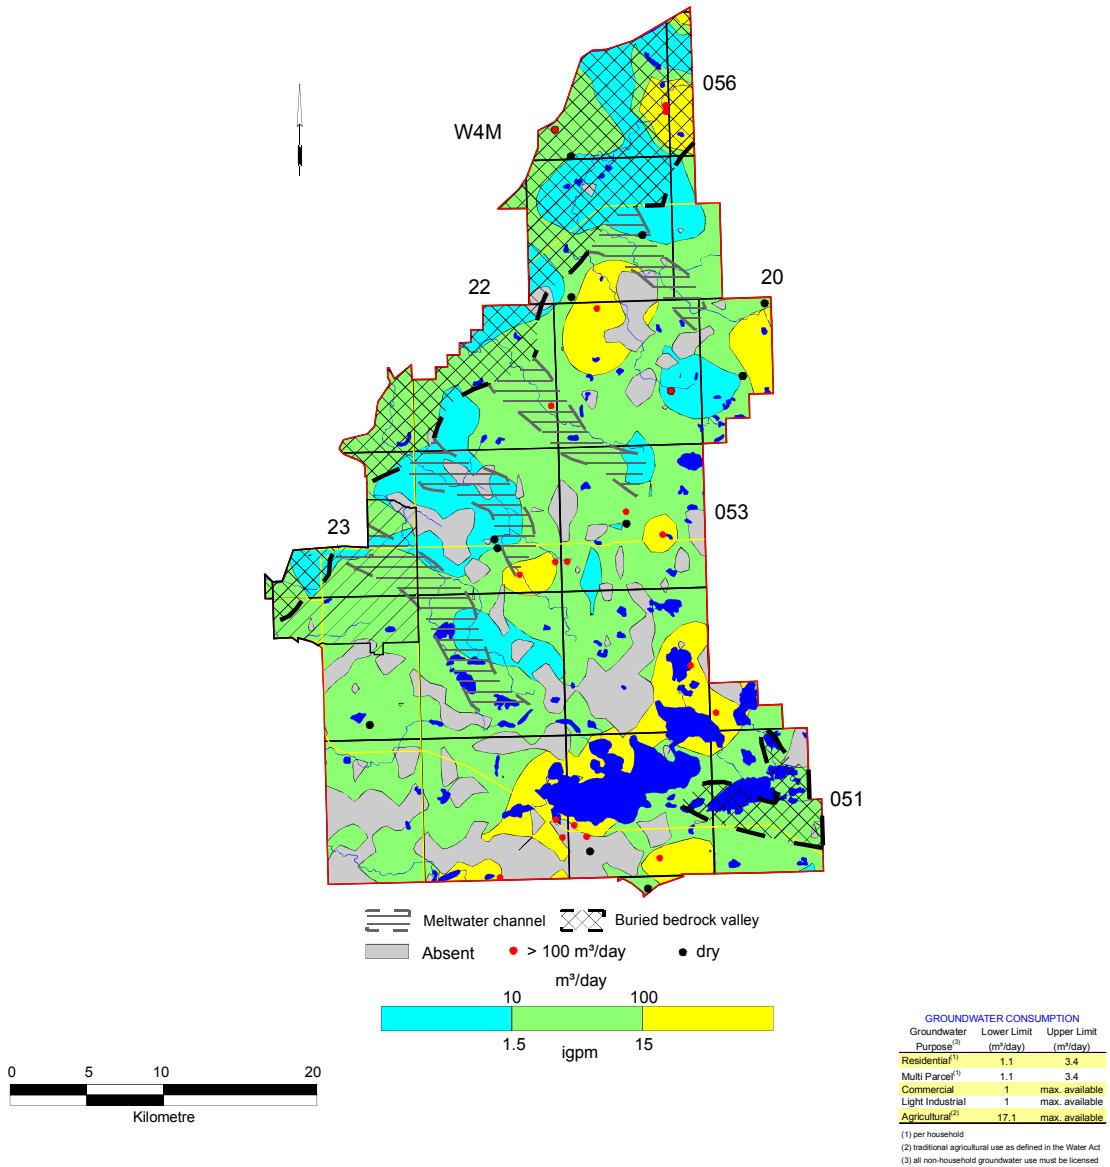 056
W4M
20
22
053
23
051
Meltwater channel
Buried bedrock valley
Absent
> 100 m³/day
dry
m³/day
10
100
1.5
igpm
15
GROUNDWATER CONSUMPTION
Groundwater Lower Limit Upper Limit
Purpose(3) (m³/day) (m³/day)
Residential(1) 1.1 3.4
Multi Parcel(1) 1.1 3.4
Commercial 1 max. available
Light Industrial 1 max. available
Agricultural(2) 17.1 max. available
(1) per household
(2) traditional agricultural use as defined in the Water Act
(3) all non-household groundwater use must be licensed
0 5 10 20
Kilometre